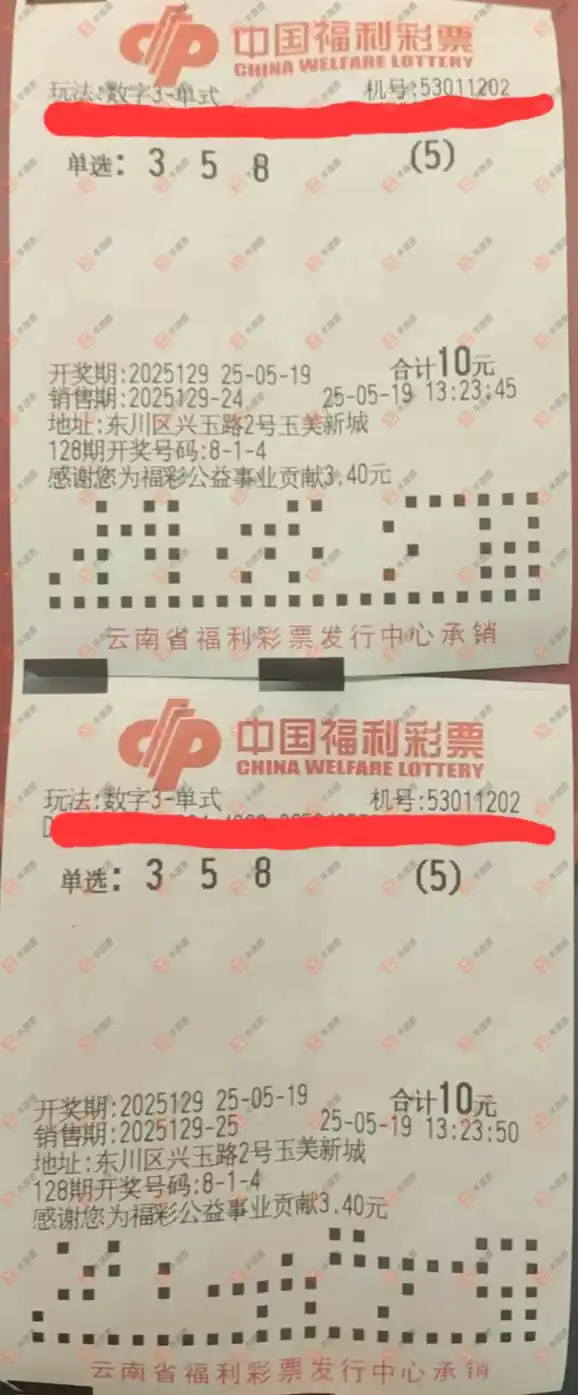 中国福利彩票
CHINA WELFARE LOTTERY
玩法:数字3-单式 机号:53011202
单选: 3 5 8 (5)
开奖期:2025129 25-05-19 合计10元
销售期:2025129-24 25-05-19 13:23:45
地址:东川区兴玉路2号玉美新城
128期开奖号码:8-1-4
感谢您为福彩公益事业贡献3.40元
云南省福利彩票发行中心承销
中国福利彩票
CHINA WELFARE LOTTERY
玩法:数字3-单式 机号:53011202
单选: 3 5 8 (5)
开奖期:2025129 25-05-19 合计10元
销售期:2025129-25 25-05-19 13:23:50
地址:东川区兴玉路2号玉美新城
128期开奖号码:8-1-4
感谢您为福彩公益事业贡献3.40元
云南省福利彩票发行中心承销